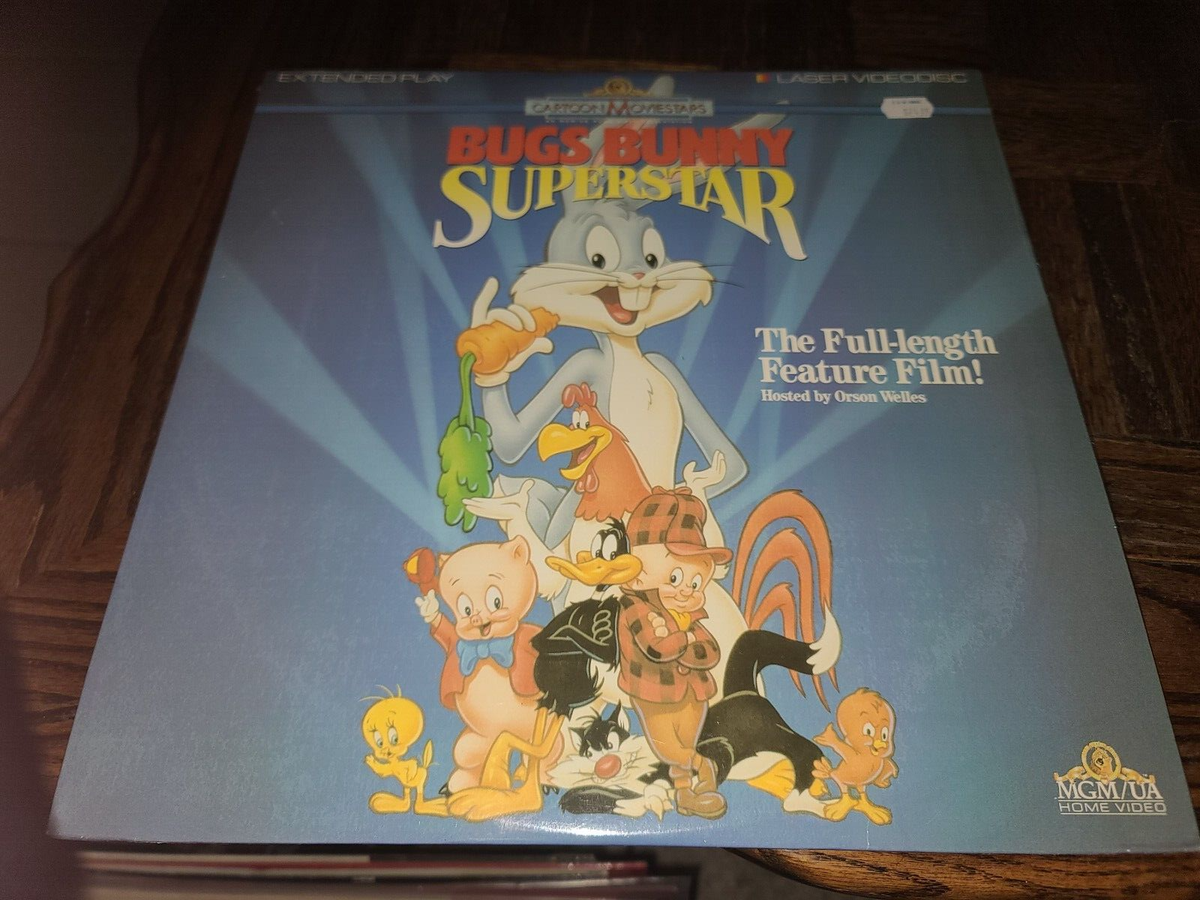 EXTENDED PLAY
LASER VIDEODISC
CARTOON MOVIESTARS
BUGS BUNNY
SUPERSTAR
The Full-length
Feature Film!
Hosted by Orson Welles
MGM/UA
HOME VIDEO